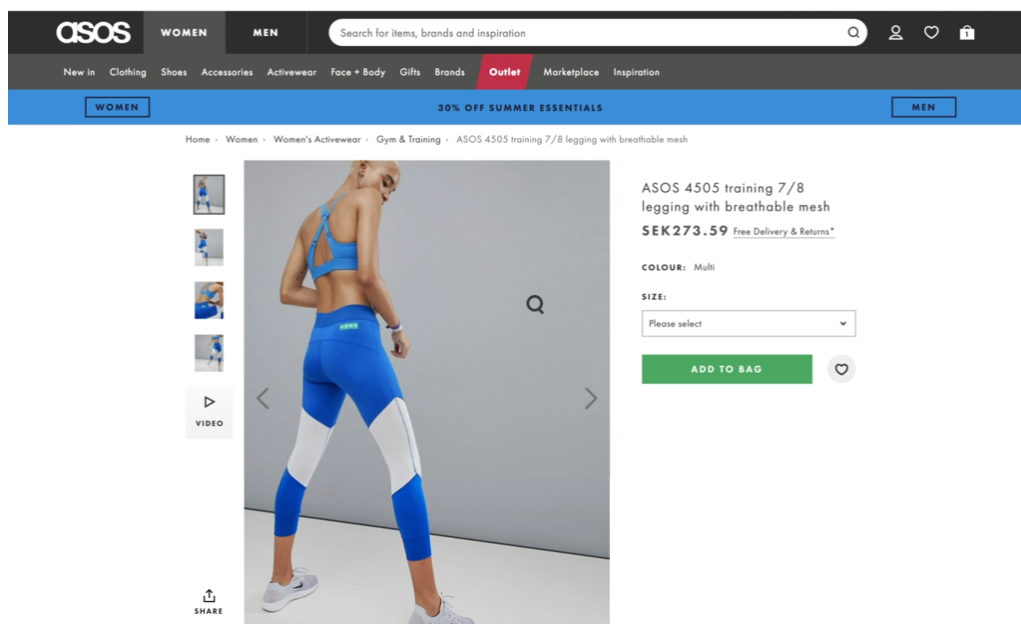 asos
WOMEN
MEN
Search for items, brands and inspiration
1
New in Clothing Shoes Accessories Activewear Face + Body Gifts Brands Outlet Marketplace Inspiration
WOMEN
30% OFF SUMMER ESSENTIALS
MEN
Home › Women › Women's Activewear › Gym & Training › ASOS 4505 training 7/8 legging with breathable mesh
ASOS 4505 training 7/8
legging with breathable mesh
SEK273.59 Free Delivery & Returns*
COLOUR: Multi
SIZE:
Please select
ADD TO BAG
VIDEO
SHARE